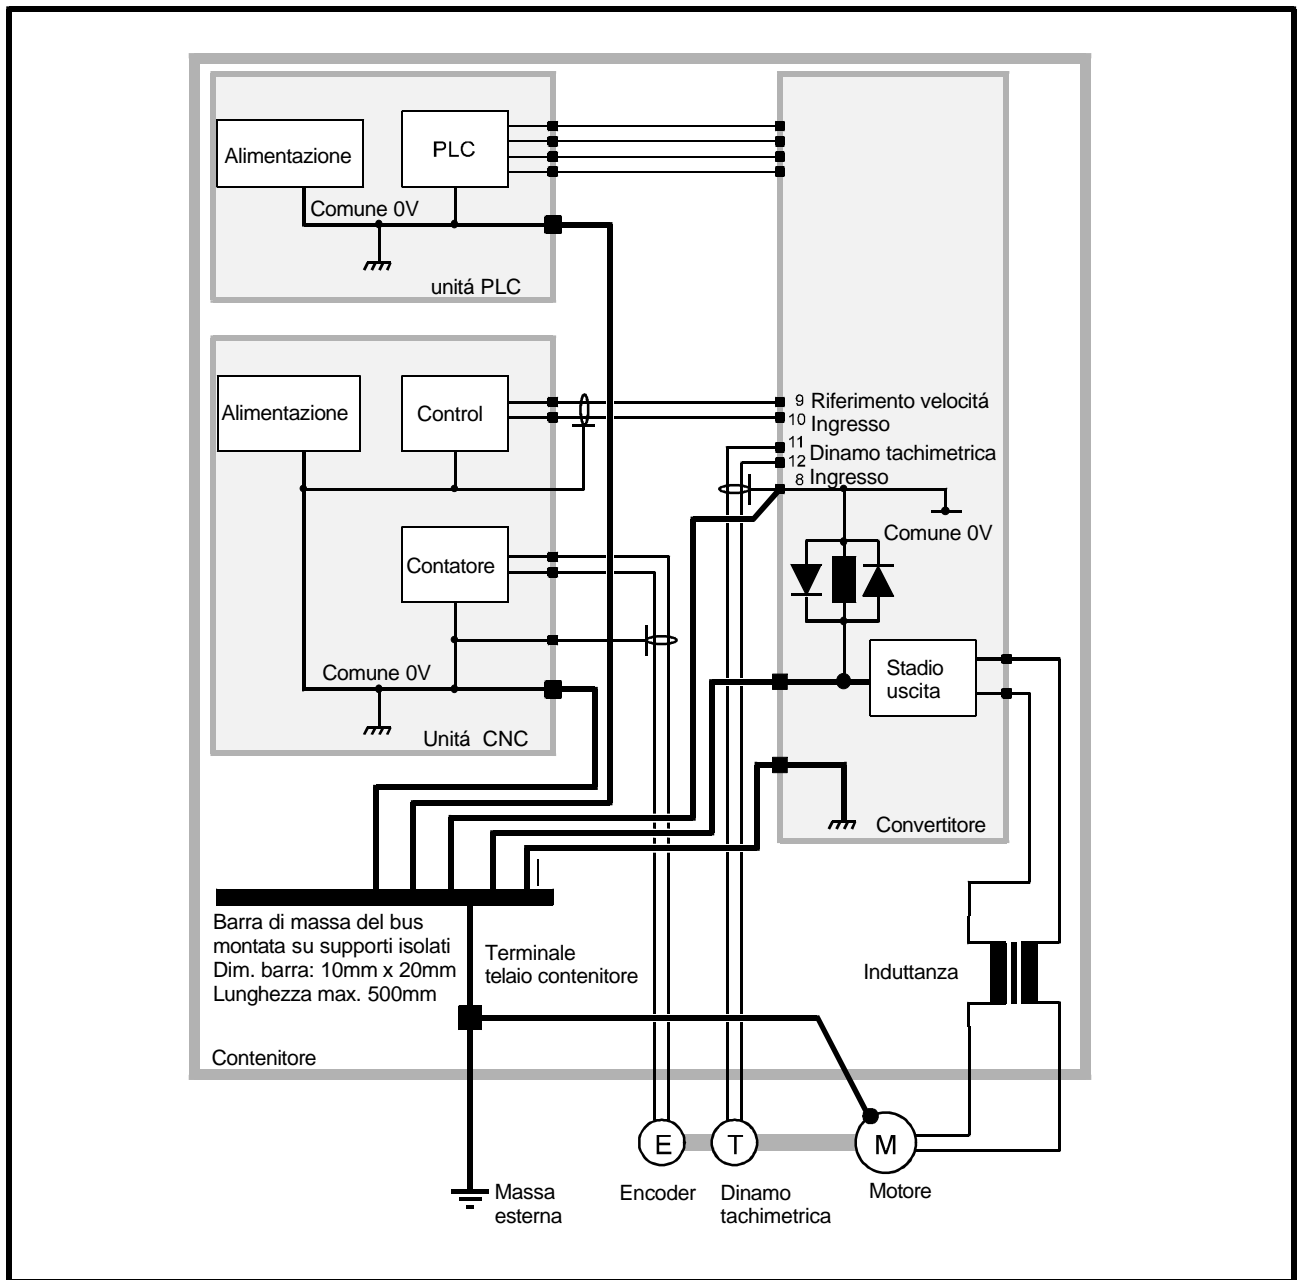 Alimentazione
PLC
Comune 0V
unitá PLC
Alimentazione
Control
9 Riferimento velocitá
10 Ingresso
11
12 Dinamo tachimetrica
8 Ingresso
Comune 0V
Contatore
Comune 0V
Unitá CNC
Stadio
uscita
Convertitore
Barra di massa del bus
montata su supporti isolati
Dim. barra: 10mm x 20mm
Lunghezza max. 500mm
Terminale
telaio contenitore
Induttanza
Contenitore
E
T
M
Massa
esterna
Encoder
Dinamo
tachimetrica
Motore